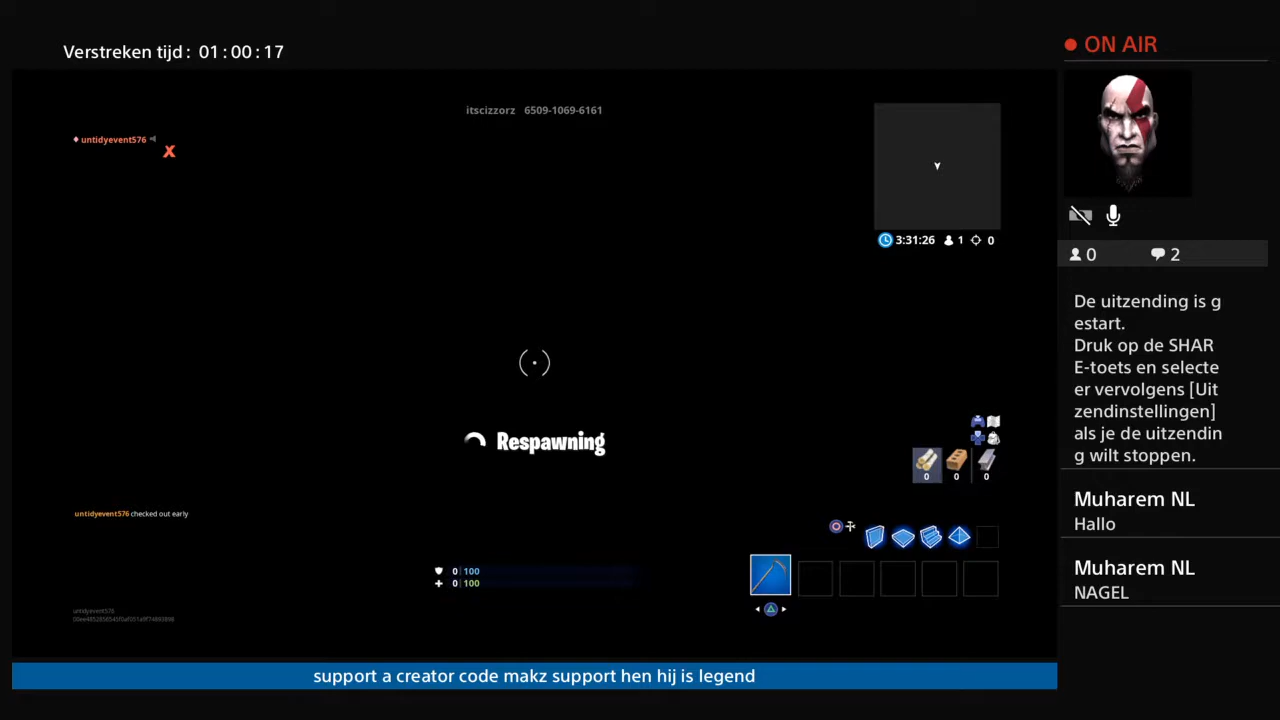 Verstreken tijd : 01 : 00 : 17
ON AIR
itscizzorz 6509-1069-6161
untidyevent576
X
3:31:26 1 0
0 2
De uitzending is g
estart.
Druk op de SHAR
E-toets en selecte
er vervolgens [Uit
zendinstellingen]
als je de uitzendin
g wilt stoppen.
Respawning
0 0 0
Muharem NL
Hallo
untidyevent576 checked out early
Muharem NL
NAGEL
0 | 100
0 | 100
untidyevent576
support a creator code makz support hen hij is legend